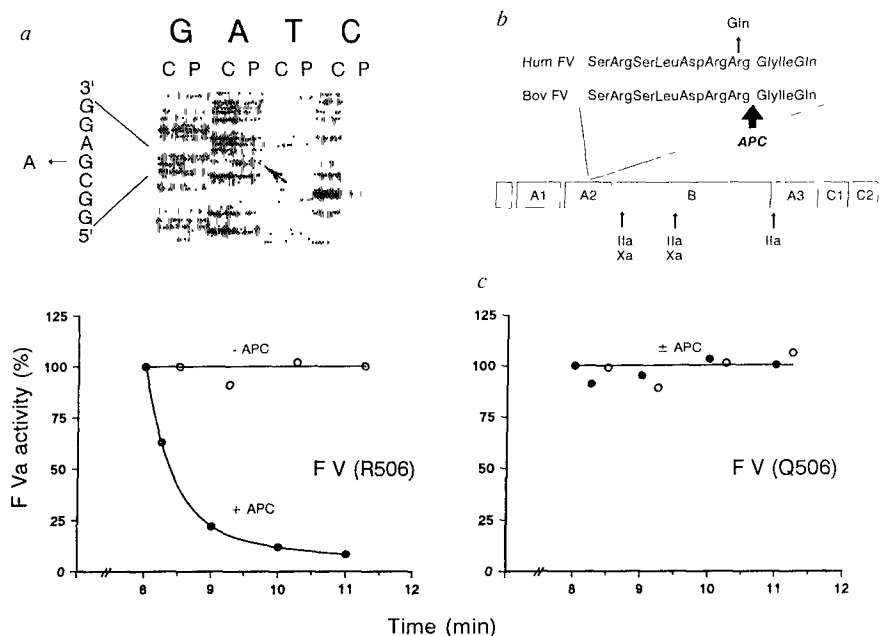 a
G A T C
C P C P C P C P
3'
G
G
A
A ← G
C
G
G
5'
b
Gln
Hum FV SerArgSerLeuAspArgArg GlyIleGln
Bov FV SerArgSerLeuAspArgArg GlyIleGln
APC
A1 A2 B A3 C1 C2
IIa IIa IIa
Xa Xa
c
F Va activity (%)
125
100
75
50
25
0
- APC
+ APC
F V (R506)
8 9 10 11 12
125
100
75
50
25
0
± APC
F V (Q506)
8 9 10 11 12
Time (min)